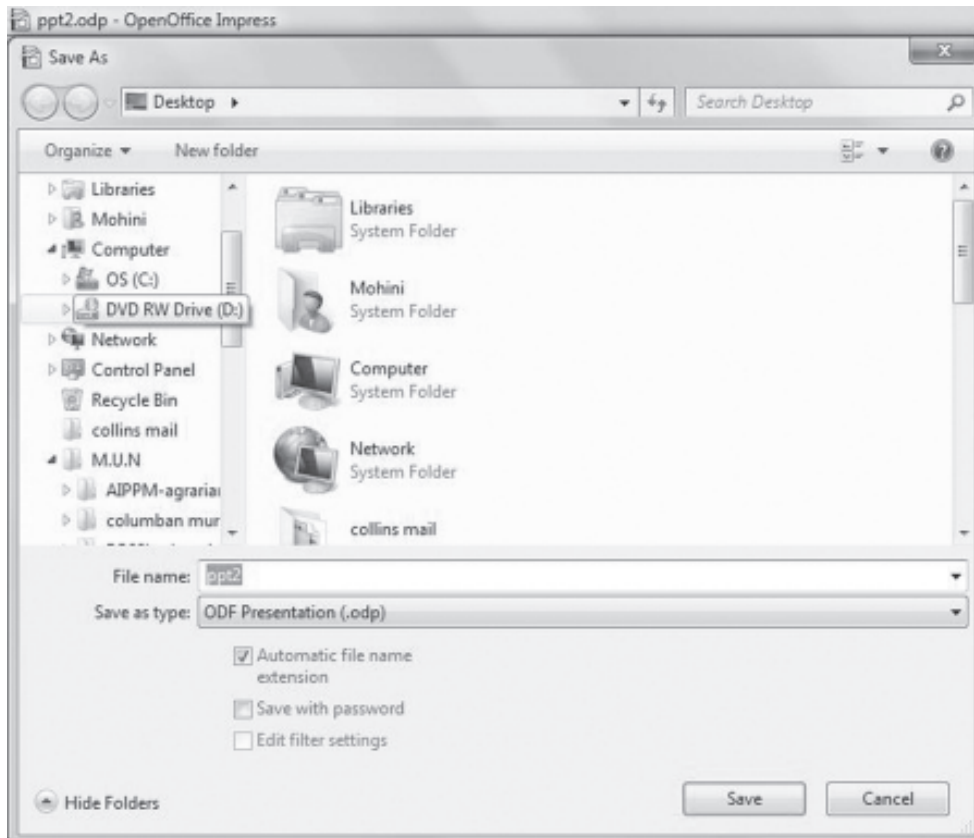 ppt2.odp - OpenOffice Impress
Save As
Desktop
Search Desktop
Organize
New folder
Libraries
Mohini
Computer
OS (C:)
DVD RW Drive (D:)
Network
Control Panel
Recycle Bin
collins mail
M.U.N
AIPPM-agrarian
columban mun
Libraries
System Folder
Mohini
System Folder
Computer
System Folder
Network
System Folder
collins mail
File name: ppt2
Save as type: ODF Presentation (.odp)
Automatic file name
extension
Save with password
Edit filter settings
Hide Folders
Save
Cancel